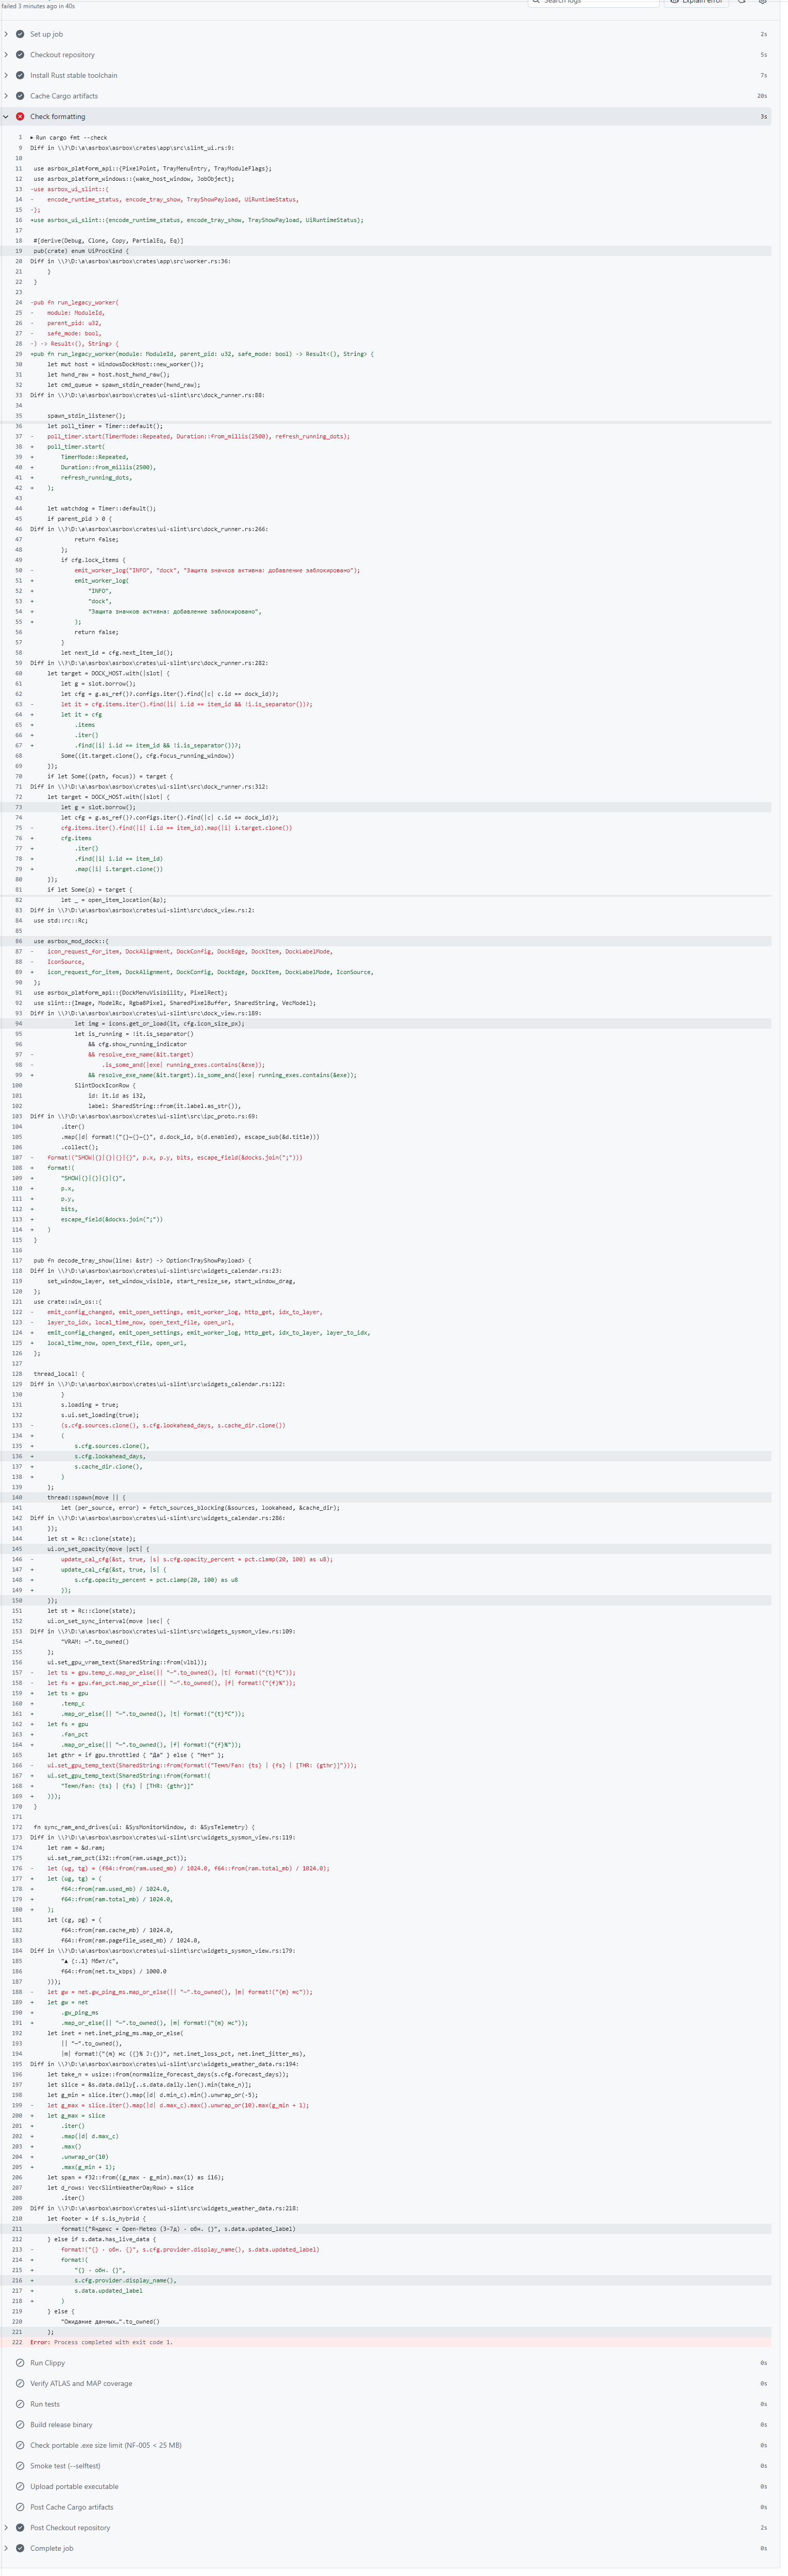 failed 3 minutes ago in 40s
Search logs
Explain error
Set up job 2s
Checkout repository 5s
Install Rust stable toolchain 7s
Cache Cargo artifacts 20s
Check formatting 3s
1 ▶ Run cargo fmt --check
9 Diff in \\?\D:\a\asrbox\asrbox\crates\app\src\slint_ui.rs:9:
10
11 use asrbox_platform_api::{PixelPoint, TrayMenuEntry, TrayModuleFlags};
12 use asrbox_platform_windows::{wake_host_window, JobObject};
13 -use asrbox_ui_slint::{
14 -    encode_runtime_status, encode_tray_show, TrayShowPayload, UiRuntimeStatus,
15 -};
16 +use asrbox_ui_slint::{encode_runtime_status, encode_tray_show, TrayShowPayload, UiRuntimeStatus};
17
18 #[derive(Debug, Clone, Copy, PartialEq, Eq)]
19 pub(crate) enum UiProcKind {
20 Diff in \\?\D:\a\asrbox\asrbox\crates\app\src\worker.rs:36:
21     }
22 }
23
24 -pub fn run_legacy_worker(
25 -    module: ModuleId,
26 -    parent_pid: u32,
27 -    safe_mode: bool,
28 -) -> Result<(), String> {
29 +pub fn run_legacy_worker(module: ModuleId, parent_pid: u32, safe_mode: bool) -> Result<(), String> {
30     let mut host = WindowsDockHost::new_worker()?;
31     let hwnd_raw = host.host_hwnd_raw();
32     let cmd_queue = spawn_stdin_reader(hwnd_raw);
33 Diff in \\?\D:\a\asrbox\asrbox\crates\ui-slint\src\dock_runner.rs:88:
34
35     spawn_stdin_listener();
36     let poll_timer = Timer::default();
37 -    poll_timer.start(TimerMode::Repeated, Duration::from_millis(2500), refresh_running_dots);
38 +    poll_timer.start(
39 +        TimerMode::Repeated,
40 +        Duration::from_millis(2500),
41 +        refresh_running_dots,
42 +    );
43
44     let watchdog = Timer::default();
45     if parent_pid > 0 {
46 Diff in \\?\D:\a\asrbox\asrbox\crates\ui-slint\src\dock_runner.rs:266:
47             return false;
48         };
49         if cfg.lock_items {
50 -            emit_worker_log("INFO", "dock", "Защита значков активна: добавление заблокировано");
51 +            emit_worker_log(
52 +                "INFO",
53 +                "dock",
54 +                "Защита значков активна: добавление заблокировано",
55 +            );
56             return false;
57         }
58         let next_id = cfg.next_item_id();
59 Diff in \\?\D:\a\asrbox\asrbox\crates\ui-slint\src\dock_runner.rs:282:
60     let target = DOCK_HOST.with(|slot| {
61         let g = slot.borrow();
62         let cfg = g.as_ref()?.configs.iter().find(|c| c.id == dock_id)?;
63 -        let it = cfg.items.iter().find(|i| i.id == item_id && !i.is_separator())?;
64 +        let it = cfg
65 +            .items
66 +            .iter()
67 +            .find(|i| i.id == item_id && !i.is_separator())?;
68         Some((it.target.clone(), cfg.focus_running_window))
69     });
70     if let Some((path, focus)) = target {
71 Diff in \\?\D:\a\asrbox\asrbox\crates\ui-slint\src\dock_runner.rs:312:
72     let target = DOCK_HOST.with(|slot| {
73         let g = slot.borrow();
74         let cfg = g.as_ref()?.configs.iter().find(|c| c.id == dock_id)?;
75 -        cfg.items.iter().find(|i| i.id == item_id).map(|i| i.target.clone())
76 +        cfg.items
77 +            .iter()
78 +            .find(|i| i.id == item_id)
79 +            .map(|i| i.target.clone())
80     });
81     if let Some(p) = target {
82         let _ = open_item_location(&p);
83 Diff in \\?\D:\a\asrbox\asrbox\crates\ui-slint\src\dock_view.rs:2:
84 use std::rc::Rc;
85
86 use asrbox_mod_dock::{
87 -    icon_request_for_item, DockAlignment, DockConfig, DockEdge, DockItem, DockLabelMode,
88 -    IconSource,
89 +    icon_request_for_item, DockAlignment, DockConfig, DockEdge, DockItem, DockLabelMode, IconSource,
90 };
91 use asrbox_platform_api::{DockMenuVisibility, PixelRect};
92 use slint::{Image, ModelRc, Rgba8Pixel, SharedPixelBuffer, SharedString, VecModel};
93 Diff in \\?\D:\a\asrbox\asrbox\crates\ui-slint\src\dock_view.rs:189:
94             let img = icons.get_or_load(it, cfg.icon_size_px);
95             let is_running = !it.is_separator()
96                 && cfg.show_running_indicator
97 -                && resolve_exe_name(&it.target)
98 -                    .is_some_and(|exe| running_exes.contains(&exe));
99 +                && resolve_exe_name(&it.target).is_some_and(|exe| running_exes.contains(&exe));
100             SlintDockIconRow {
101                 id: it.id as i32,
102                 label: SharedString::from(it.label.as_str()),
103 Diff in \\?\D:\a\asrbox\asrbox\crates\ui-slint\src\ipc_proto.rs:69:
104         .iter()
105         .map(|d| format!("{}~{}~{}", d.dock_id, b(d.enabled), escape_sub(&d.title)))
106         .collect();
107 -    format!("SHOW|{}|{}|{}|{}", p.x, p.y, bits, escape_field(&docks.join(";")))
108 +    format!(
109 +        "SHOW|{}|{}|{}|{}",
110 +        p.x,
111 +        p.y,
112 +        bits,
113 +        escape_field(&docks.join(";"))
114 +    )
115 }
116
117 pub fn decode_tray_show(line: &str) -> Option<TrayShowPayload> {
118 Diff in \\?\D:\a\asrbox\asrbox\crates\ui-slint\src\widgets_calendar.rs:23:
119     set_window_layer, set_window_visible, start_resize_se, start_window_drag,
120 };
121 use crate::win_os::{
122 -    emit_config_changed, emit_open_settings, emit_worker_log, http_get, idx_to_layer,
123 -    layer_to_idx, local_time_now, open_text_file, open_url,
124 +    emit_config_changed, emit_open_settings, emit_worker_log, http_get, idx_to_layer, layer_to_idx,
125 +    local_time_now, open_text_file, open_url,
126 };
127
128 thread_local! {
129 Diff in \\?\D:\a\asrbox\asrbox\crates\ui-slint\src\widgets_calendar.rs:122:
130         }
131         s.loading = true;
132         s.ui.set_loading(true);
133 -        (s.cfg.sources.clone(), s.cfg.lookahead_days, s.cache_dir.clone())
134 +        (
135 +            s.cfg.sources.clone(),
136 +            s.cfg.lookahead_days,
137 +            s.cache_dir.clone(),
138 +        )
139     };
140     thread::spawn(move || {
141         let (per_source, error) = fetch_sources_blocking(&sources, lookahead, &cache_dir);
142 Diff in \\?\D:\a\asrbox\asrbox\crates\ui-slint\src\widgets_calendar.rs:286:
143     });
144     let st = Rc::clone(state);
145     ui.on_set_opacity(move |pct| {
146 -        update_cal_cfg(&st, true, |s| s.cfg.opacity_percent = pct.clamp(20, 100) as u8);
147 +        update_cal_cfg(&st, true, |s| {
148 +            s.cfg.opacity_percent = pct.clamp(20, 100) as u8
149 +        });
150     });
151     let st = Rc::clone(state);
152     ui.on_set_sync_interval(move |sec| {
153 Diff in \\?\D:\a\asrbox\asrbox\crates\ui-slint\src\widgets_sysmon_view.rs:109:
154         "VRAM: —".to_owned()
155     };
156     ui.set_gpu_vram_text(SharedString::from(vlbl));
157 -    let ts = gpu.temp_c.map_or_else(|| "—".to_owned(), |t| format!("{t}°C"));
158 -    let fs = gpu.fan_pct.map_or_else(|| "—".to_owned(), |f| format!("{f}%"));
159 +    let ts = gpu
160 +        .temp_c
161 +        .map_or_else(|| "—".to_owned(), |t| format!("{t}°C"));
162 +    let fs = gpu
163 +        .fan_pct
164 +        .map_or_else(|| "—".to_owned(), |f| format!("{f}%"));
165     let gthr = if gpu.throttled { "Да" } else { "Нет" };
166 -    ui.set_gpu_temp_text(SharedString::from(format!("Темп/Fan: {ts} | {fs} | [THR: {gthr}]")));
167 +    ui.set_gpu_temp_text(SharedString::from(format!(
168 +        "Темп/Fan: {ts} | {fs} | [THR: {gthr}]"
169 +    )));
170 }
171
172 fn sync_ram_and_drives(ui: &SysMonitorWindow, d: &SysTelemetry) {
173 Diff in \\?\D:\a\asrbox\asrbox\crates\ui-slint\src\widgets_sysmon_view.rs:119:
174     let ram = &d.ram;
175     ui.set_ram_pct(i32::from(ram.usage_pct));
176 -    let (ug, tg) = (f64::from(ram.used_mb) / 1024.0, f64::from(ram.total_mb) / 1024.0);
177 +    let (ug, tg) = (
178 +        f64::from(ram.used_mb) / 1024.0,
179 +        f64::from(ram.total_mb) / 1024.0,
180 +    );
181     let (cg, pg) = (
182         f64::from(ram.cache_mb) / 1024.0,
183         f64::from(ram.pagefile_used_mb) / 1024.0,
184 Diff in \\?\D:\a\asrbox\asrbox\crates\ui-slint\src\widgets_sysmon_view.rs:179:
185         "▲ {:.1} Мбит/с",
186         f64::from(net.tx_kbps) / 1000.0
187     )));
188 -    let gw = net.gw_ping_ms.map_or_else(|| "—".to_owned(), |m| format!("{m} мс"));
189 +    let gw = net
190 +        .gw_ping_ms
191 +        .map_or_else(|| "—".to_owned(), |m| format!("{m} мс"));
192     let inet = net.inet_ping_ms.map_or_else(
193         || "—".to_owned(),
194         |m| format!("{m} мс ({}% J:{})", net.inet_loss_pct, net.inet_jitter_ms),
195 Diff in \\?\D:\a\asrbox\asrbox\crates\ui-slint\src\widgets_weather_data.rs:194:
196     let take_n = usize::from(normalize_forecast_days(s.cfg.forecast_days));
197     let slice = &s.data.daily[..s.data.daily.len().min(take_n)];
198     let g_min = slice.iter().map(|d| d.min_c).min().unwrap_or(-5);
199 -    let g_max = slice.iter().map(|d| d.max_c).max().unwrap_or(10).max(g_min + 1);
200 +    let g_max = slice
201 +        .iter()
202 +        .map(|d| d.max_c)
203 +        .max()
204 +        .unwrap_or(10)
205 +        .max(g_min + 1);
206     let span = f32::from((g_max - g_min).max(1) as i16);
207     let d_rows: Vec<SlintWeatherDayRow> = slice
208         .iter()
209 Diff in \\?\D:\a\asrbox\asrbox\crates\ui-slint\src\widgets_weather_data.rs:218:
210     let footer = if s.is_hybrid {
211         format!("Яндекс + Open-Meteo (3–7д) · обн. {}", s.data.updated_label)
212     } else if s.data.has_live_data {
213 -        format!("{} · обн. {}", s.cfg.provider.display_name(), s.data.updated_label)
214 +        format!(
215 +            "{} · обн. {}",
216 +            s.cfg.provider.display_name(),
217 +            s.data.updated_label
218 +        )
219     } else {
220         "Ожидание данных…".to_owned()
221     };
222 Error: Process completed with exit code 1.
Run Clippy 0s
Verify ATLAS and MAP coverage 0s
Run tests 0s
Build release binary 0s
Check portable .exe size limit (NF-005 < 25 MB) 0s
Smoke test (--selftest) 0s
Upload portable executable 0s
Post Cache Cargo artifacts 0s
Post Checkout repository 2s
Complete job 0s